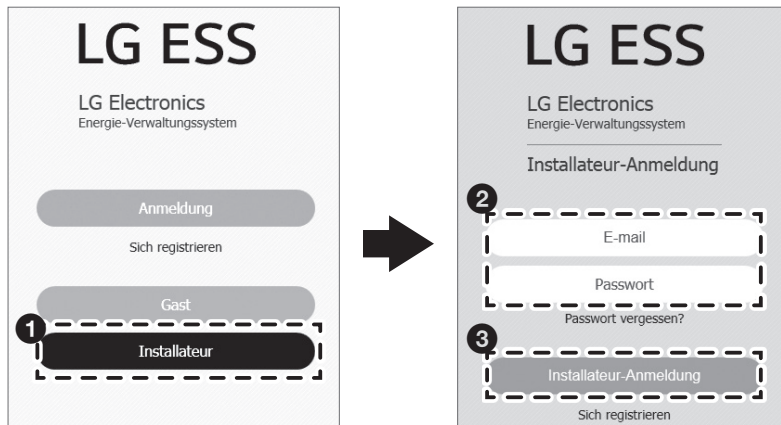 LG ESS
LG Electronics
Energie-Verwaltungssystem
Anmeldung
Sich registrieren
Gast
1
Installateur
LG ESS
LG Electronics
Energie-Verwaltungssystem
Installateur-Anmeldung
2
E-mail
Passwort
Passwort vergessen?
3
Installateur-Anmeldung
Sich registrieren